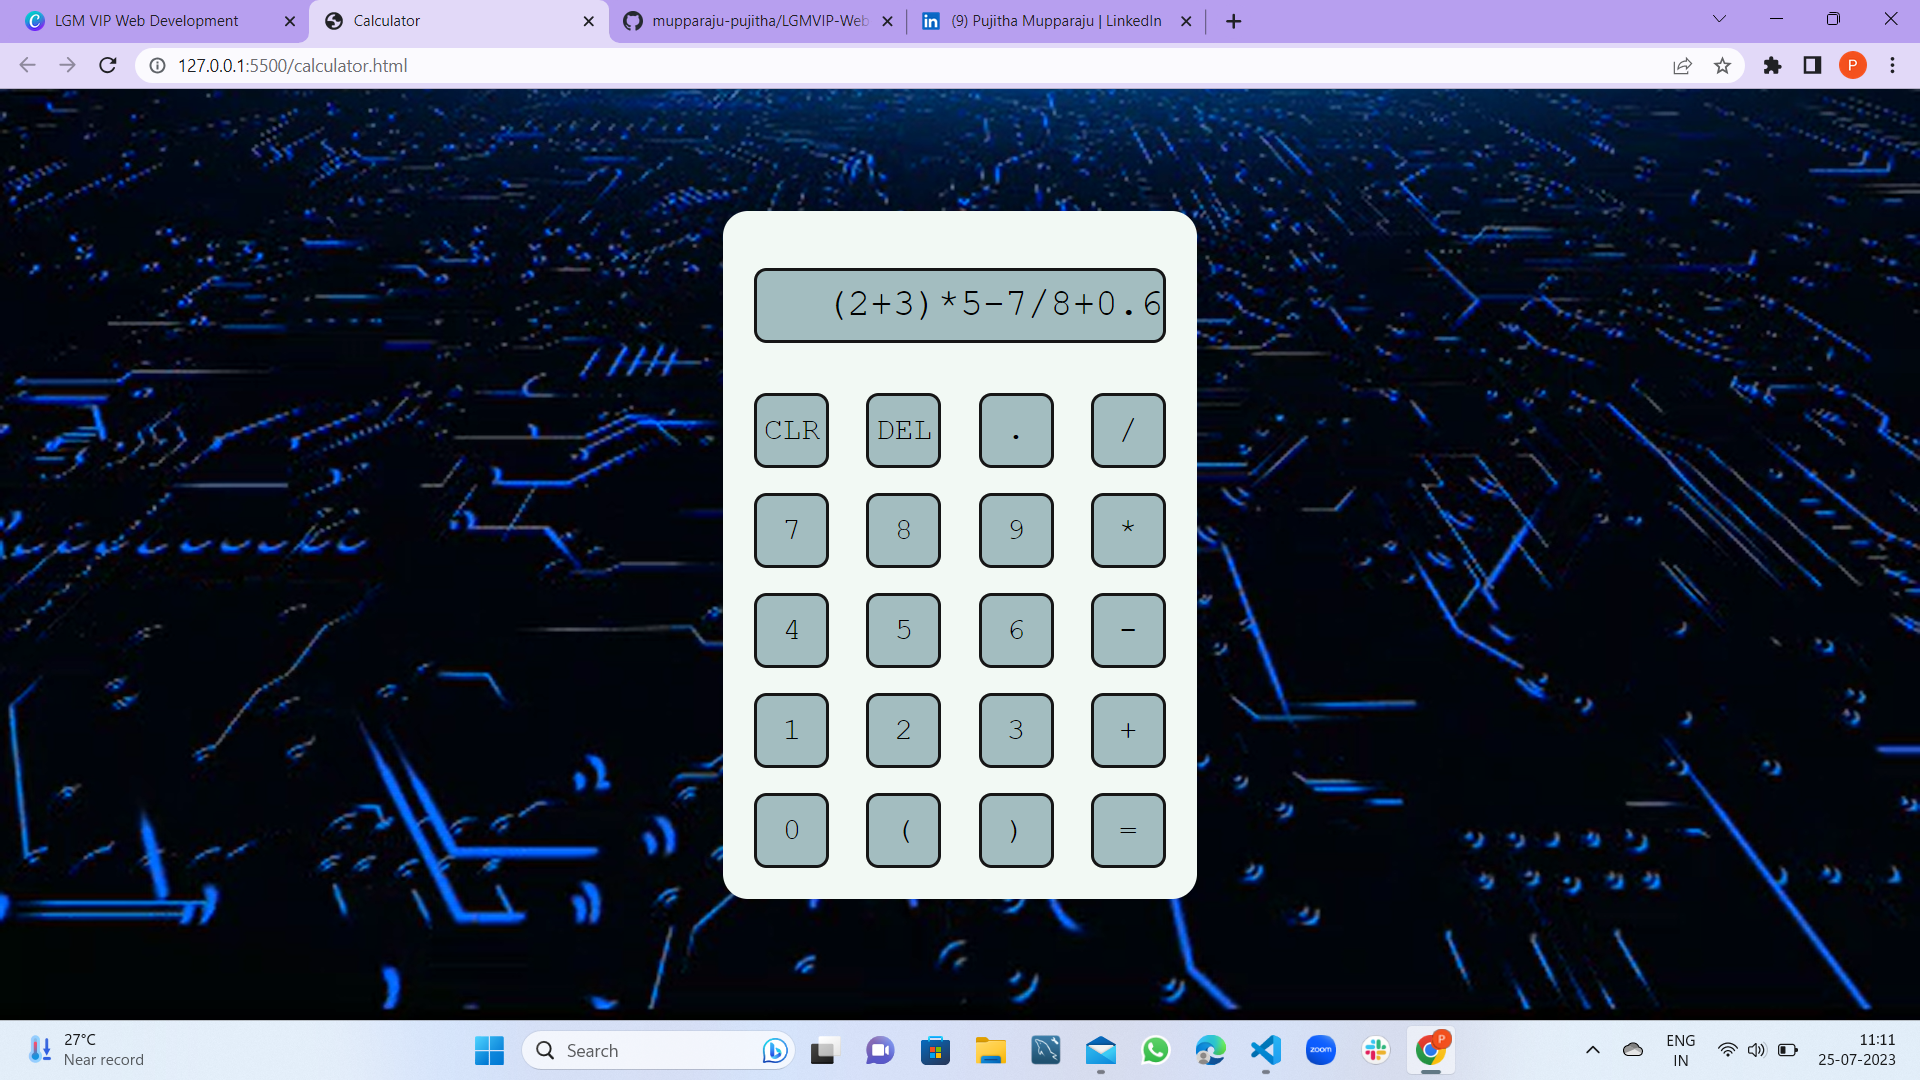 LGM VIP Web Development
Calculator
mupparaju-pujitha/LGMVIP-Web
(9) Pujitha Mupparaju | LinkedIn
127.0.0.1:5500/calculator.html
P
(2+3)*5-7/8+0.6
CLR DEL . /
7 8 9 *
4 5 6 -
1 2 3 +
0 ( ) =
27°C
Near record
Search
zoom
P
ENG
IN
11:11
25-07-2023